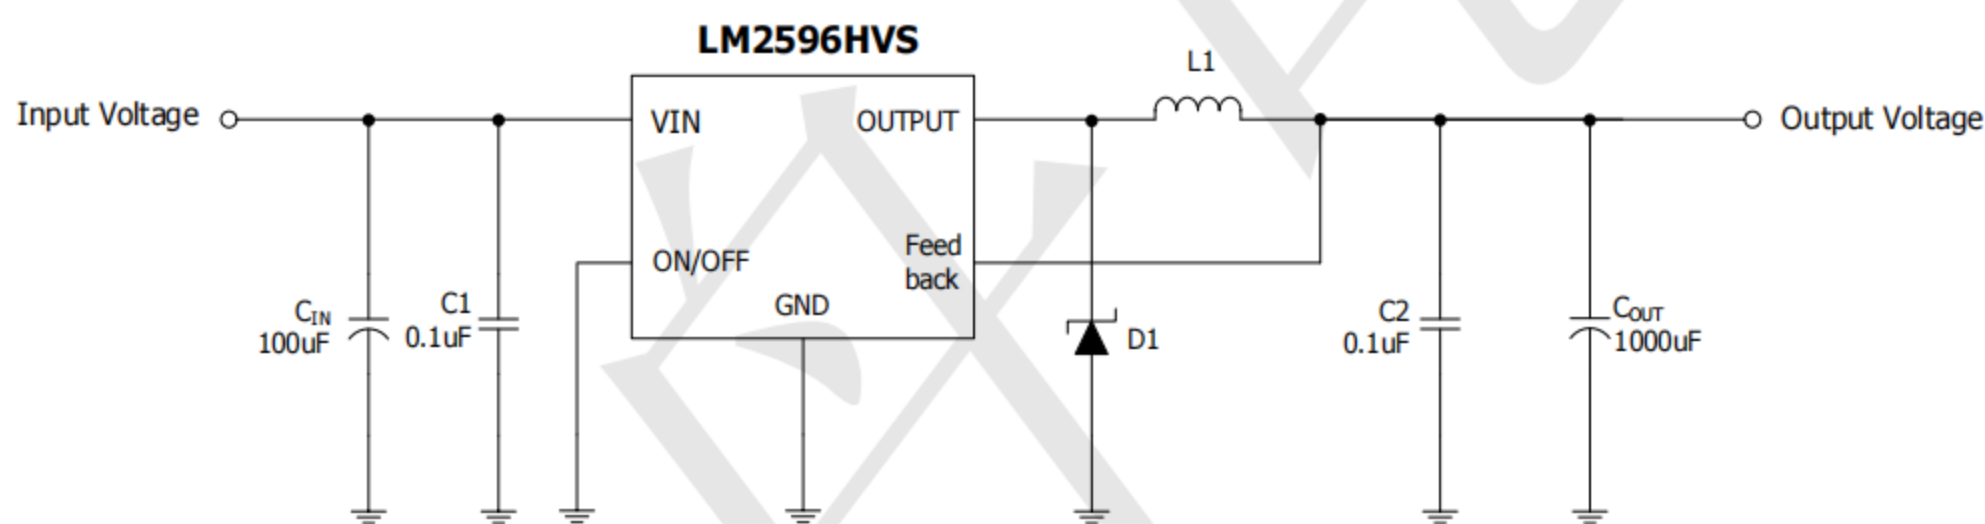 LM2596HVS
L1
Input Voltage
VIN
OUTPUT
Output Voltage
ON/OFF
Feed
back
GND
CIN
100uF
C1
0.1uF
D1
C2
0.1uF
COUT
1000uF